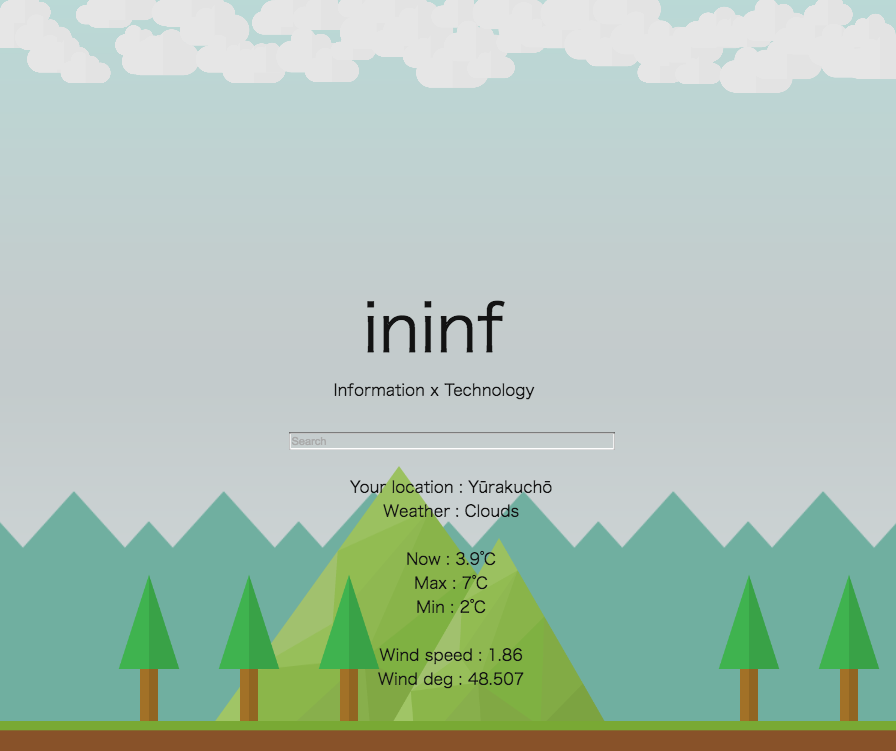 ininf
Information x Technology
Search
Your location : Yūrakuchō
Weather : Clouds
Now : 3.9˚C
Max : 7˚C
Min : 2˚C
Wind speed : 1.86
Wind deg : 48.507